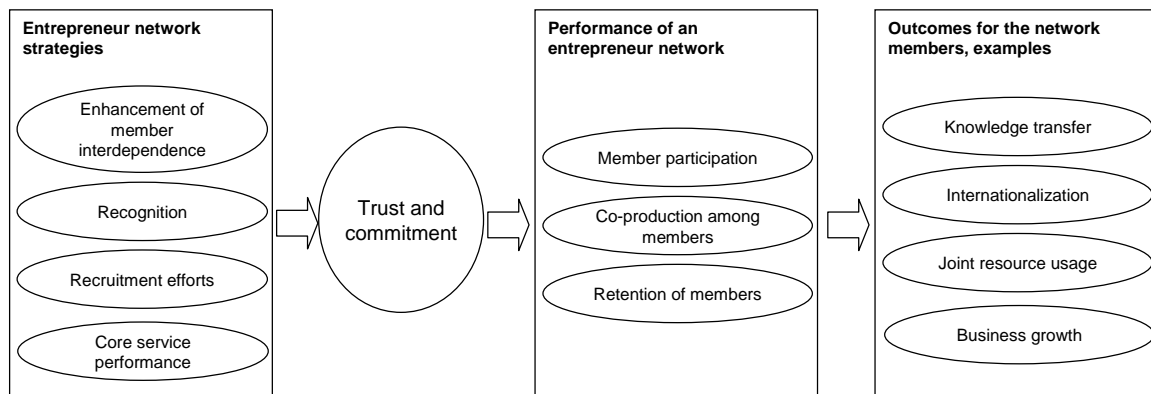 Entrepreneur network
strategies
Enhancement of
member
interdependence
Recognition
Recruitment efforts
Core service
performance
Trust and
commitment
Performance of an
entrepreneur network
Member participation
Co-production among
members
Retention of members
Outcomes for the network
members, examples
Knowledge transfer
Internationalization
Joint resource usage
Business growth